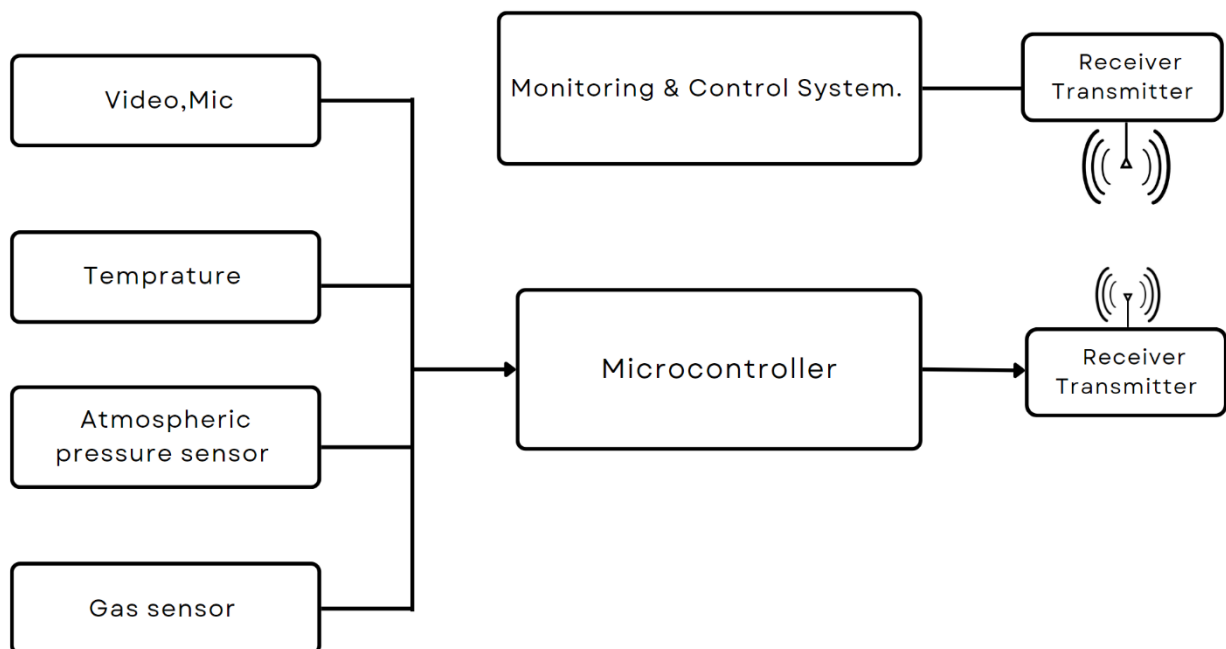 Video,Mic
Temprature
Atmospheric
pressure sensor
Gas sensor
Monitoring & Control System.
Microcontroller
Receiver
Transmitter
Receiver
Transmitter